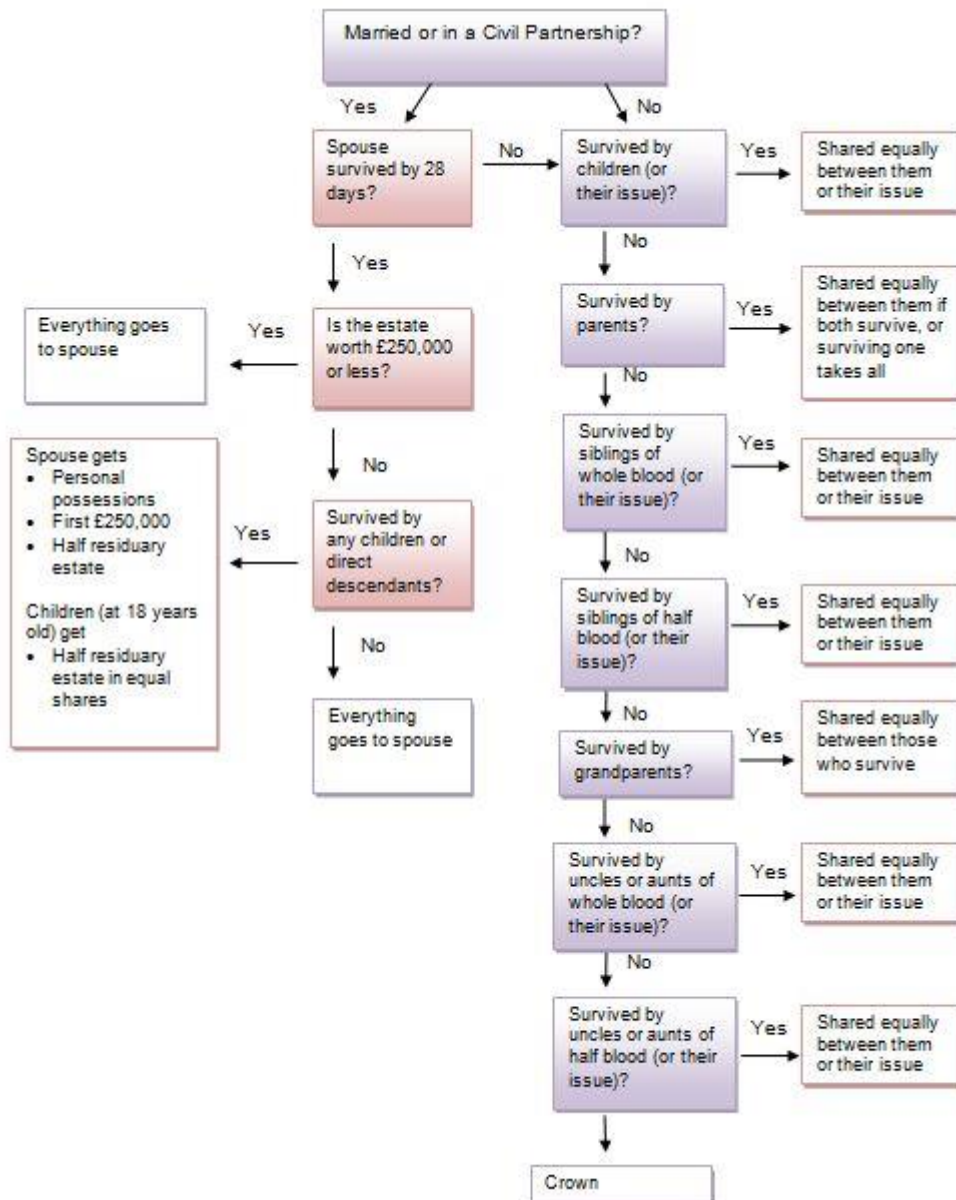 Married or in a Civil Partnership?
Yes
No
Spouse
survived by 28
days?
No
Survived by
children (or
their issue)?
Yes
Shared equally
between them
or their issue
Yes
No
Everything goes
to spouse
Yes
Is the estate
worth £250,000
or less?
Survived by
parents?
Yes
Shared equally
between them if
both survive, or
surviving one
takes all
No
No
Spouse gets
• Personal
possessions
• First £250,000
• Half residuary
estate
Children (at 18 years
old) get
• Half residuary
estate in equal
shares
Yes
Survived by
any children or
direct
descendants?
Survived by
siblings of
whole blood (or
their issue)?
Yes
Shared equally
between them
or their issue
No
No
Everything
goes to spouse
Survived by
siblings of half
blood (or their
issue)?
Yes
Shared equally
between them
or their issue
No
Survived by
grandparents?
Yes
Shared equally
between those
who survive
No
Survived by
uncles or aunts of
whole blood (or
their issue)?
Yes
Shared equally
between them
or their issue
No
Survived by
uncles or aunts of
half blood (or their
issue)?
Yes
Shared equally
between them
or their issue
Crown